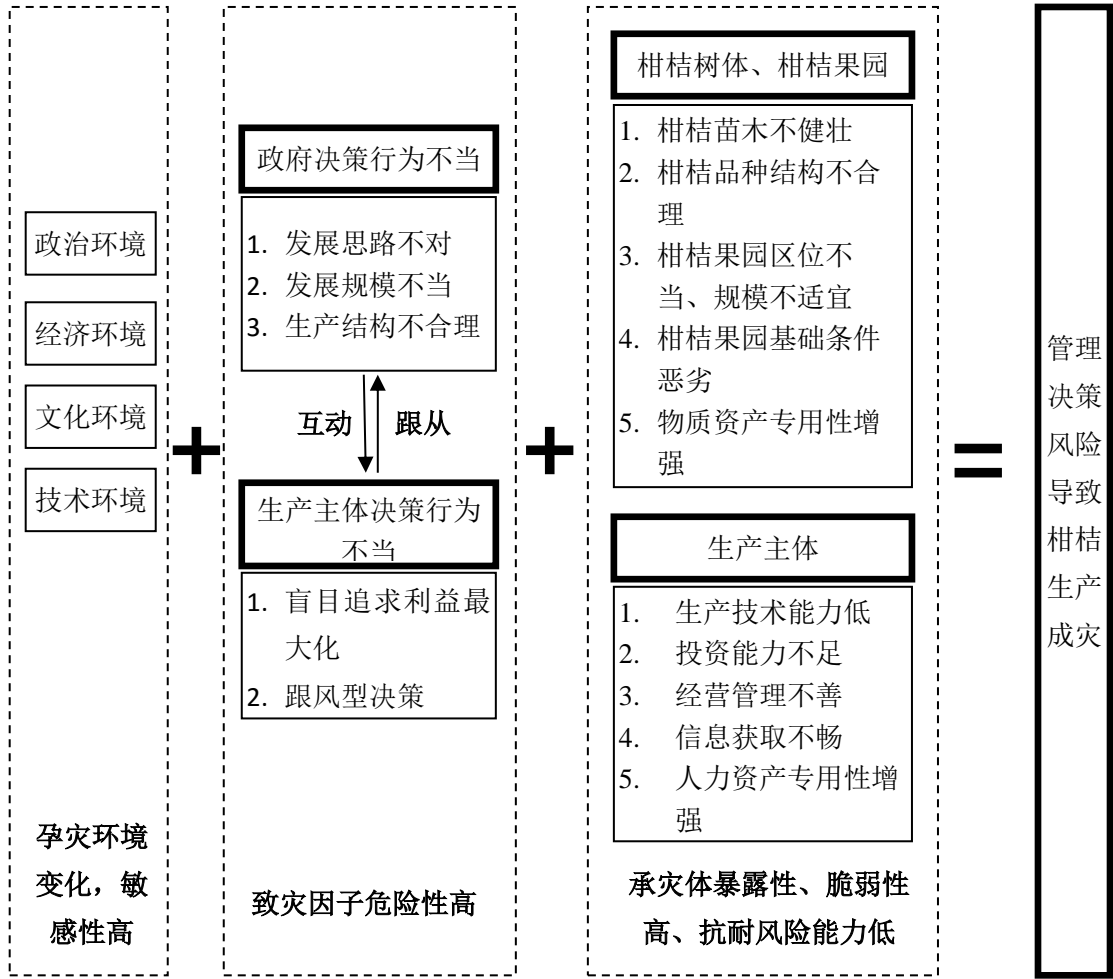 政治环境
经济环境
文化环境
技术环境
孕灾环境
变化，敏
感性高
+
政府决策行为不当
1. 发展思路不对
2. 发展规模不当
3. 生产结构不合理
互动 跟从
生产主体决策行为
不当
1. 盲目追求利益最
大化
2. 跟风型决策
致灾因子危险性高
+
柑桔树体、柑桔果园
1. 柑桔苗木不健壮
2. 柑桔品种结构不合
理
3. 柑桔果园区位不
当、规模不适宜
4. 柑桔果园基础条件
恶劣
5. 物质资产专用性增
强
生产主体
1. 生产技术能力低
2. 投资能力不足
3. 经营管理不善
4. 信息获取不畅
5. 人力资产专用性增
强
承灾体暴露性、脆弱性
高、抗耐风险能力低
=
管理
决策
风险
导致
柑桔
生产
成灾